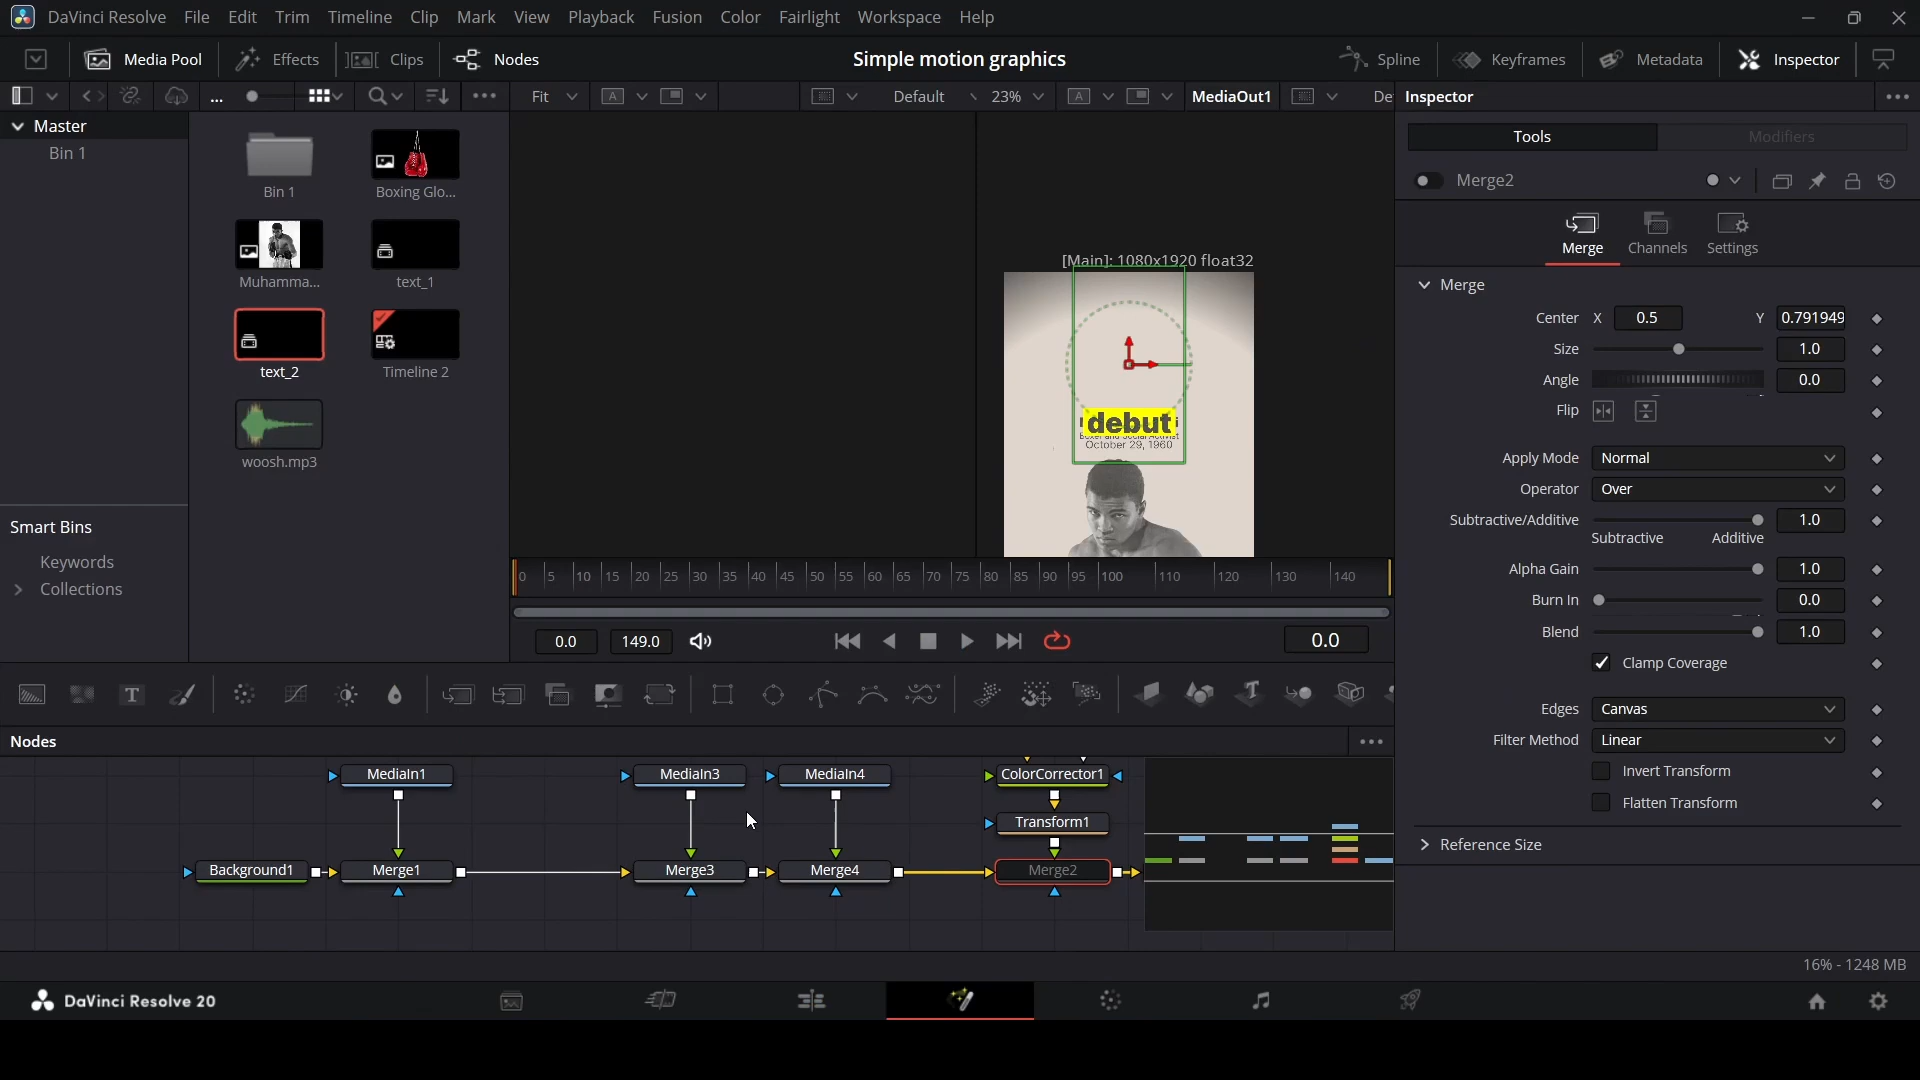 DaVinci Resolve File Edit Trim Timeline Clip Mark View Playback Fusion Color Fairlight Workspace Help
Media Pool Effects Clips Nodes Simple motion graphics Spline Keyframes Metadata Inspector
... Fit A Default 23% A MediaOut1 De Inspector
Master
Bin 1
Bin 1
Boxing Glo...
Muhamma...
text_1
text_2
Timeline 2
woosh.mp3
Smart Bins
Keywords
Collections
[Main]: 1080x1920 float32
debut
Boxer and Social Activist
October 29, 1960
0 5 10 15 20 25 30 35 40 45 50 55 60 65 70 75 80 85 90 95 100 110 120 130 140
0.0 149.0 0.0
Tools Modifiers
Merge2
Merge Channels Settings
Merge
Center X 0.5 Y 0.791949
Size 1.0
Angle 0.0
Flip
Apply Mode Normal
Operator Over
Subtractive/Additive 1.0
Subtractive Additive
Alpha Gain 1.0
Burn In 0.0
Blend 1.0
Clamp Coverage
Edges Canvas
Filter Method Linear
Invert Transform
Flatten Transform
Reference Size
T T
Nodes
MediaIn1 MediaIn3 MediaIn4 ColorCorrector1
Transform1
Background1 Merge1 Merge3 Merge4 Merge2
16% - 1248 MB
DaVinci Resolve 20